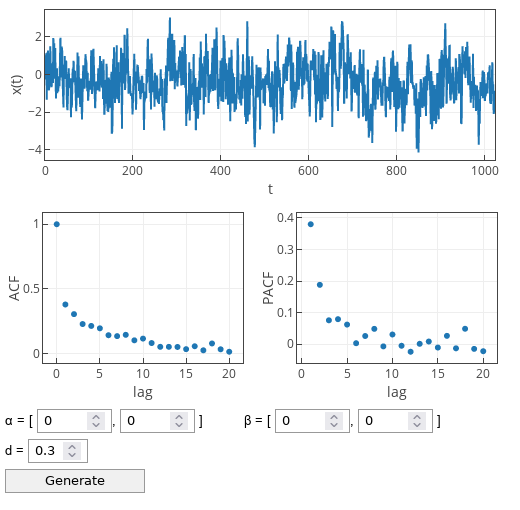 2
0
−2
−4
x(t)
0 200 400 600 800 1000
t
1
0.5
0
ACF
0 5 10 15 20
lag
0.4
0.3
0.2
0.1
0
PACF
0 5 10 15 20
lag
α = [ 0 , 0 ] β = [ 0 , 0 ]
d = 0.3
Generate